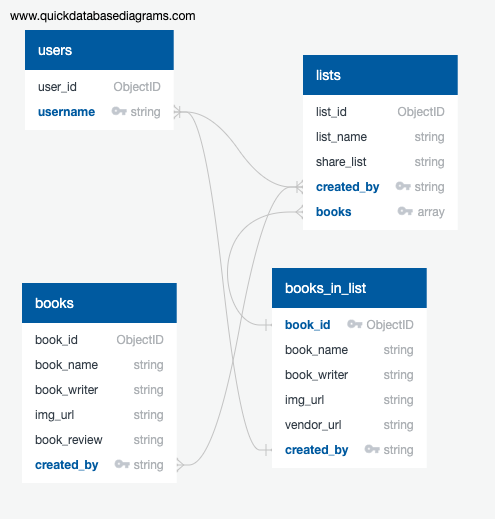 www.quickdatabasediagrams.com
users
user_id ObjectID
username string
lists
list_id ObjectID
list_name string
share_list string
created_by string
books array
books
book_id ObjectID
book_name string
book_writer string
img_url string
book_review string
created_by string
books_in_list
book_id ObjectID
book_name string
book_writer string
img_url string
vendor_url string
created_by string